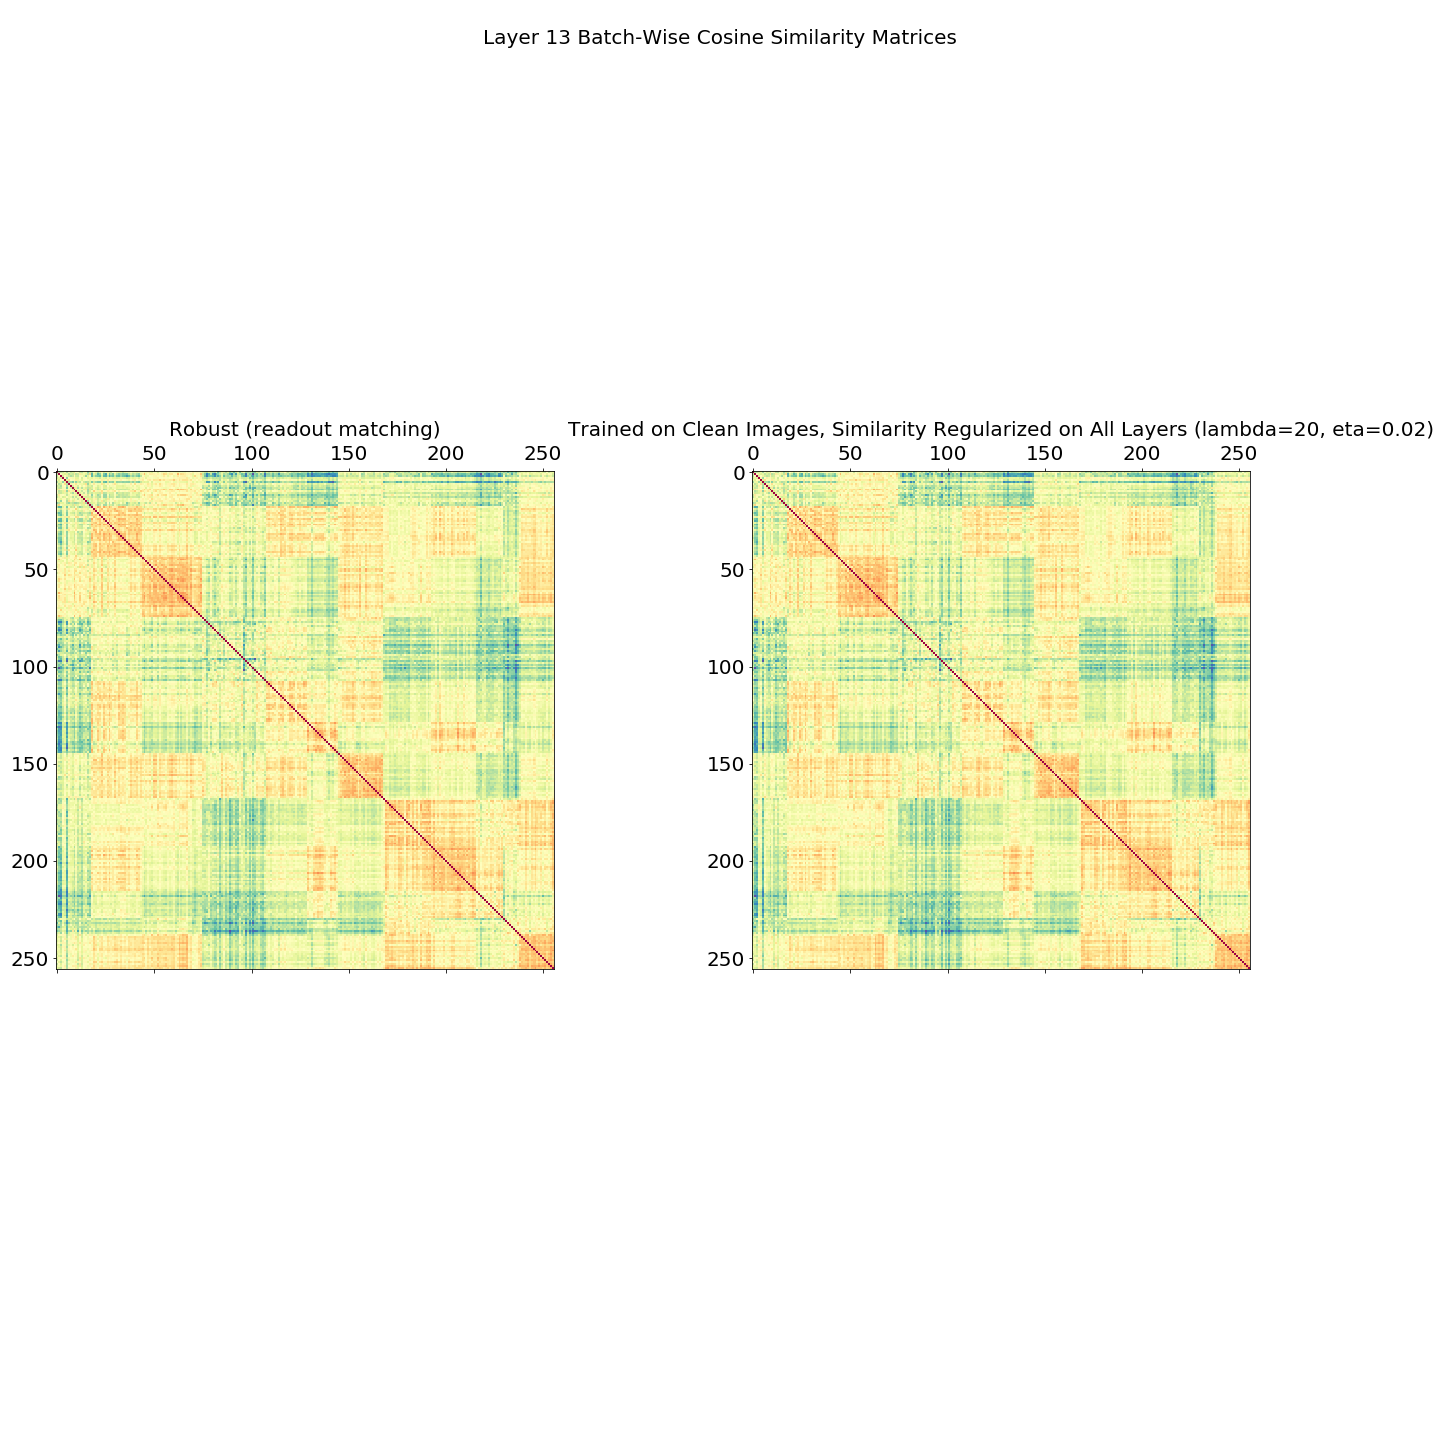 Layer 13 Batch-Wise Cosine Similarity Matrices
Robust (readout matching)
0 50 100 150 200 250
0
50
100
150
200
250
Trained on Clean Images, Similarity Regularized on All Layers (lambda=20, eta=0.02)
0 50 100 150 200 250
0
50
100
150
200
250